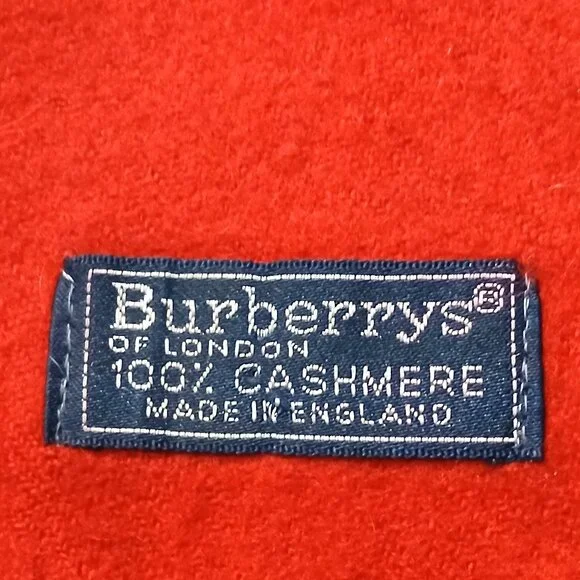 Burberrys®
OF LONDON
100% CASHMERE
MADE IN ENGLAND